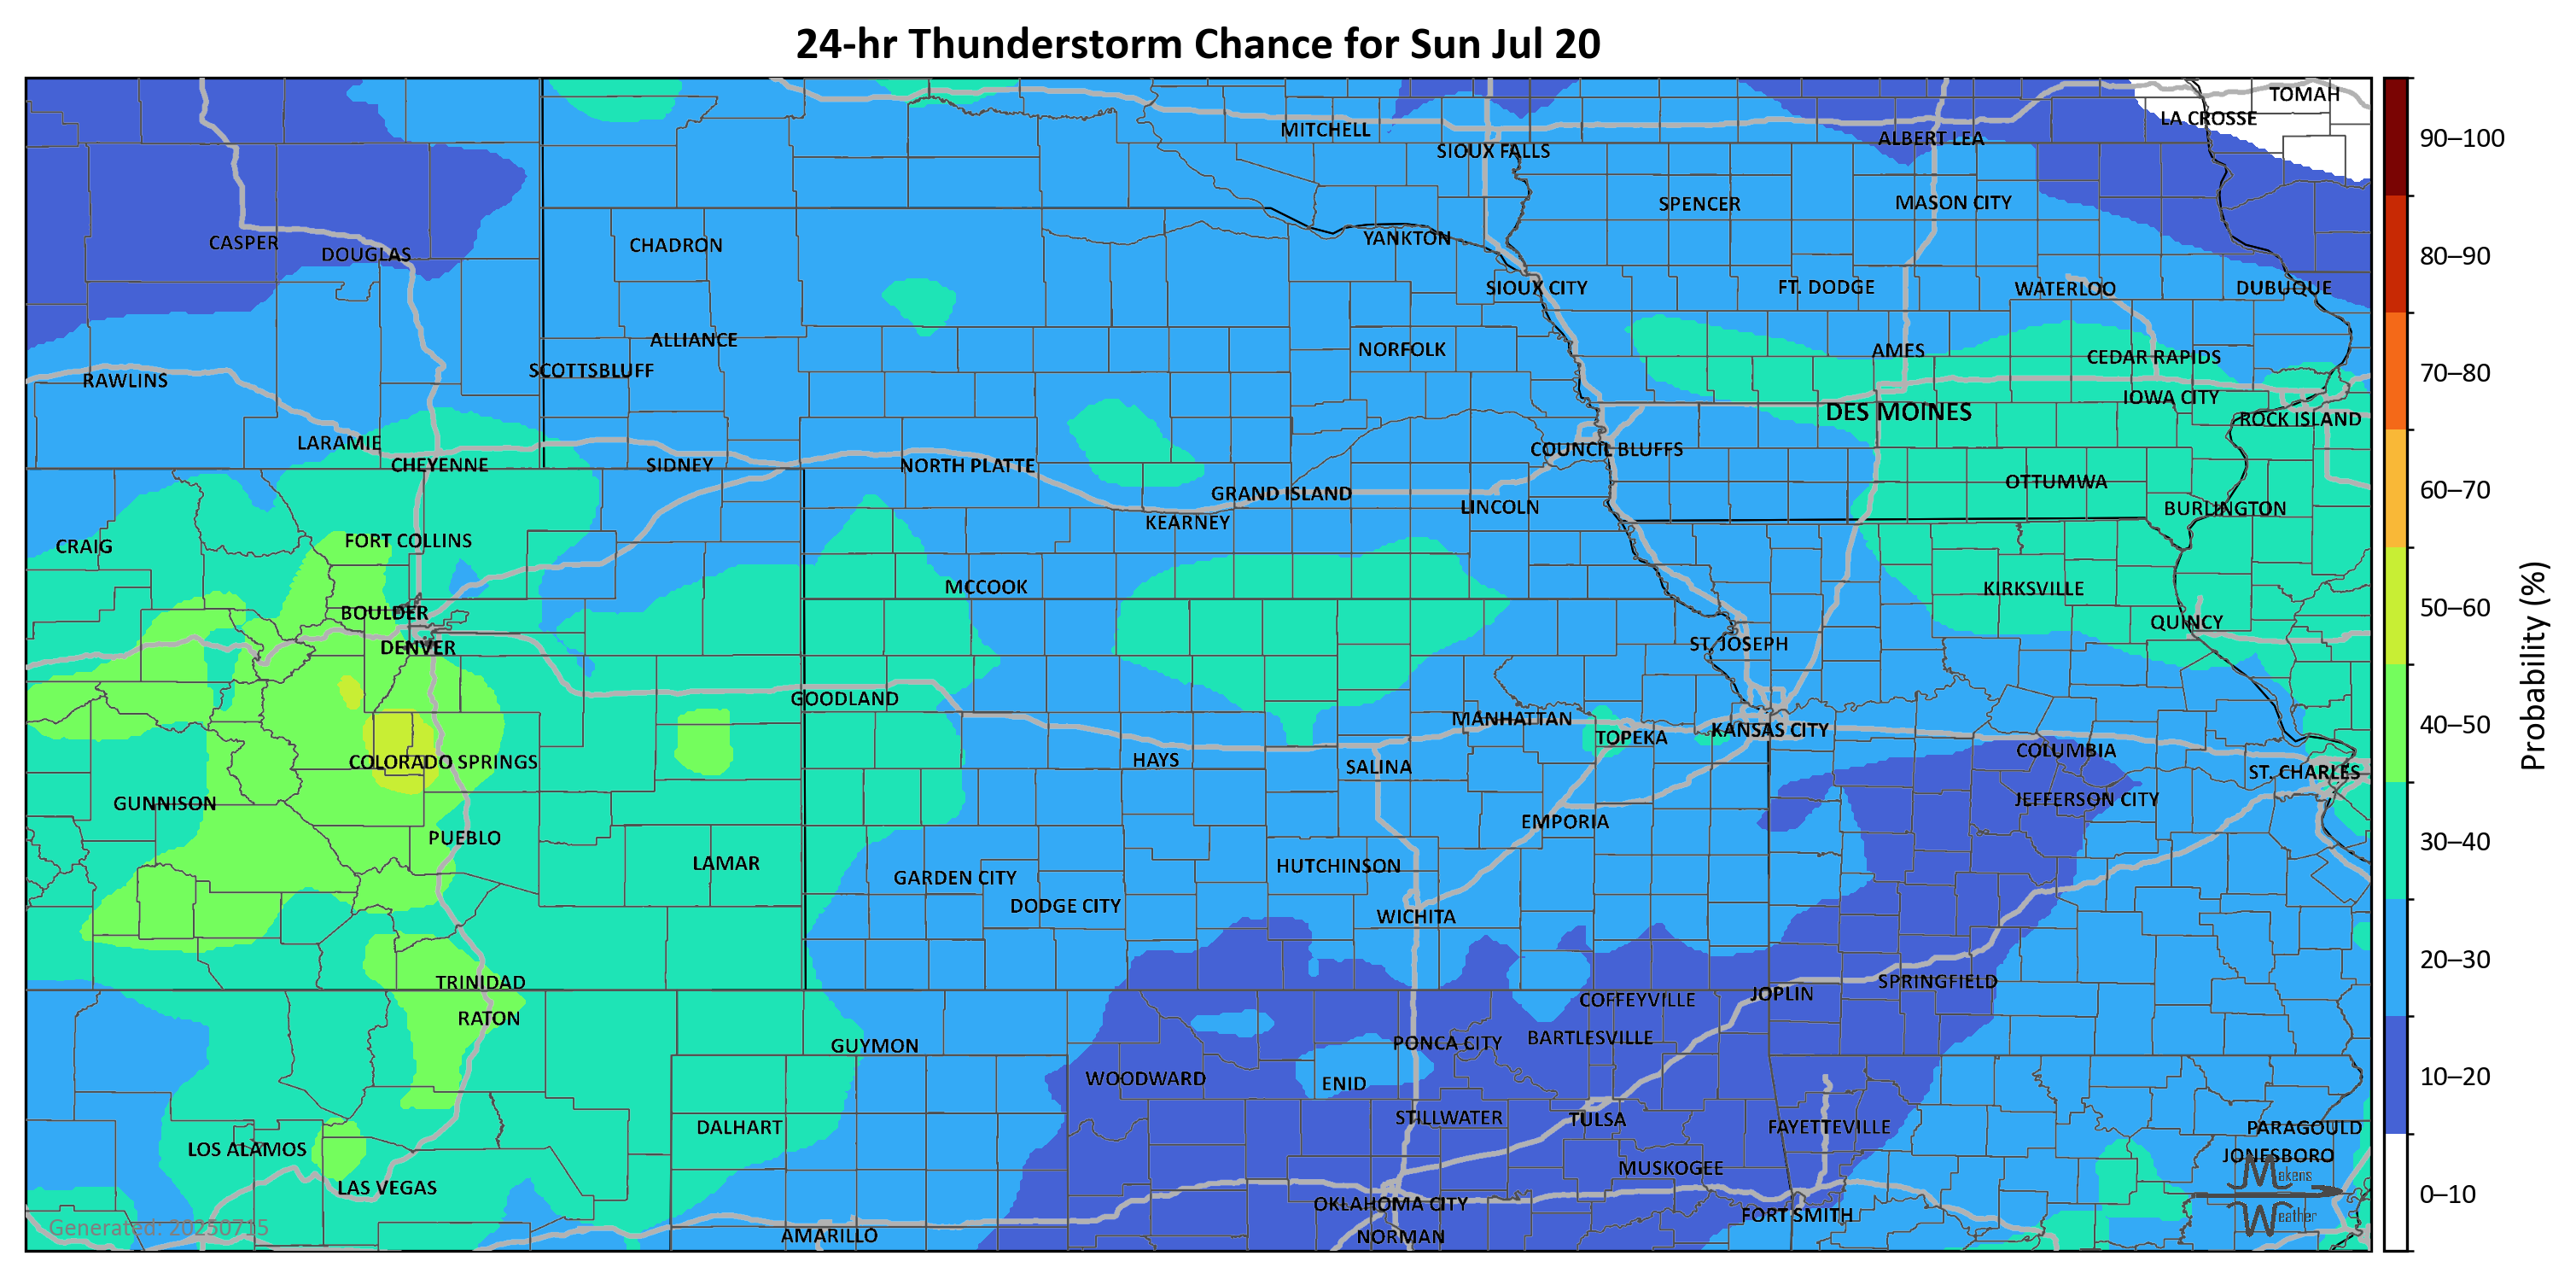 24-hr Thunderstorm Chance for Sun Jul 20
TOMAH
LA CROSSE
MITCHELL
ALBERT LEA
SIOUX FALLS
SPENCER
MASON CITY
CASPER
DOUGLAS
CHADRON
YANKTON
SIOUX CITY
FT. DODGE
WATERLOO
DUBUQUE
ALLIANCE
NORFOLK
AMES
CEDAR RAPIDS
SCOTTSBLUFF
RAWLINS
IOWA CITY
DES MOINES
ROCK ISLAND
LARAMIE
CHEYENNE
SIDNEY
NORTH PLATTE
COUNCIL BLUFFS
GRAND ISLAND
LINCOLN
OTTUMWA
BURLINGTON
KEARNEY
CRAIG
FORT COLLINS
MCCOOK
KIRKSVILLE
BOULDER
QUINCY
DENVER
ST. JOSEPH
GOODLAND
MANHATTAN
TOPEKA
KANSAS CITY
COLORADO SPRINGS
HAYS
SALINA
COLUMBIA
ST. CHARLES
GUNNISON
JEFFERSON CITY
PUEBLO
EMPORIA
LAMAR
GARDEN CITY
HUTCHINSON
DODGE CITY
WICHITA
TRINIDAD
SPRINGFIELD
RATON
COFFEYVILLE
JOPLIN
GUYMON
PONCA CITY
BARTLESVILLE
WOODWARD
ENID
DALHART
STILLWATER
TULSA
FAYETTEVILLE
PARAGOULD
LOS ALAMOS
JONESBORO
MUSKOGEE
LAS VEGAS
OKLAHOMA CITY
FORT SMITH
AMARILLO
NORMAN
Generated: 20250715
Makens
Weather
90–100
80–90
70–80
60–70
50–60
40–50
30–40
20–30
10–20
0–10
Probability (%)